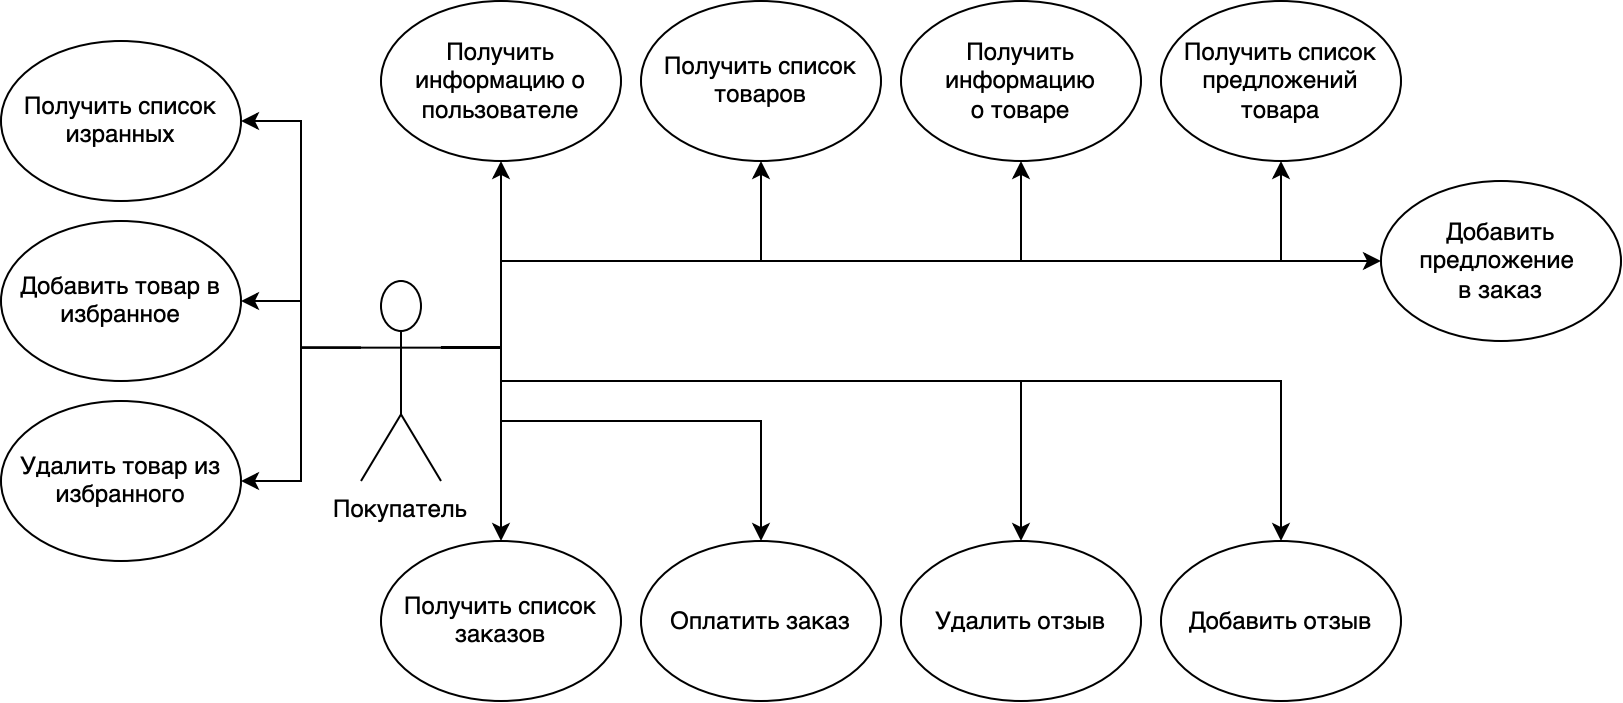 Получить
информацию о
пользователе
Получить список
товаров
Получить
информацию
о товаре
Получить список
предложений
товара
Получить список
изранных
Добавить
предложение
в заказ
Добавить товар в
избранное
Удалить товар из
избранного
Покупатель
Получить список
заказов
Оплатить заказ
Удалить отзыв
Добавить отзыв